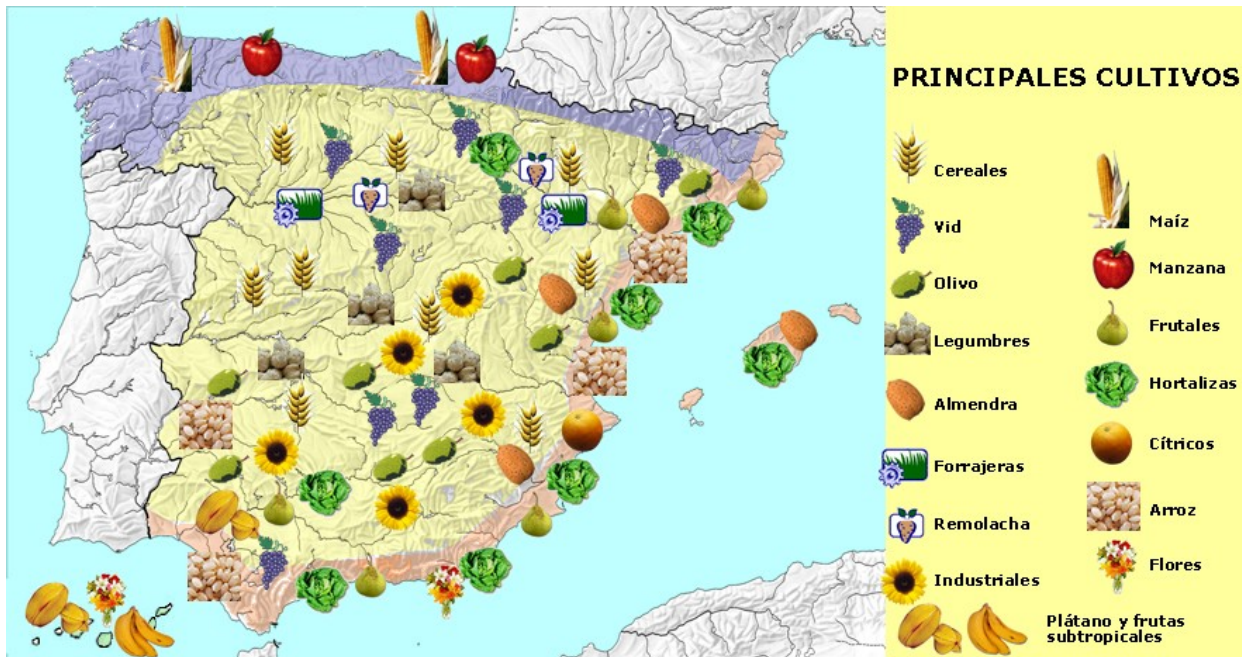 PRINCIPALES CULTIVOS
Cereales
Vid
Olivo
Legumbres
Almendra
Forrajeras
Remolacha
Industriales
Maíz
Manzana
Frutales
Hortalizas
Cítricos
Arroz
Flores
Plátano y frutas
subtropicales